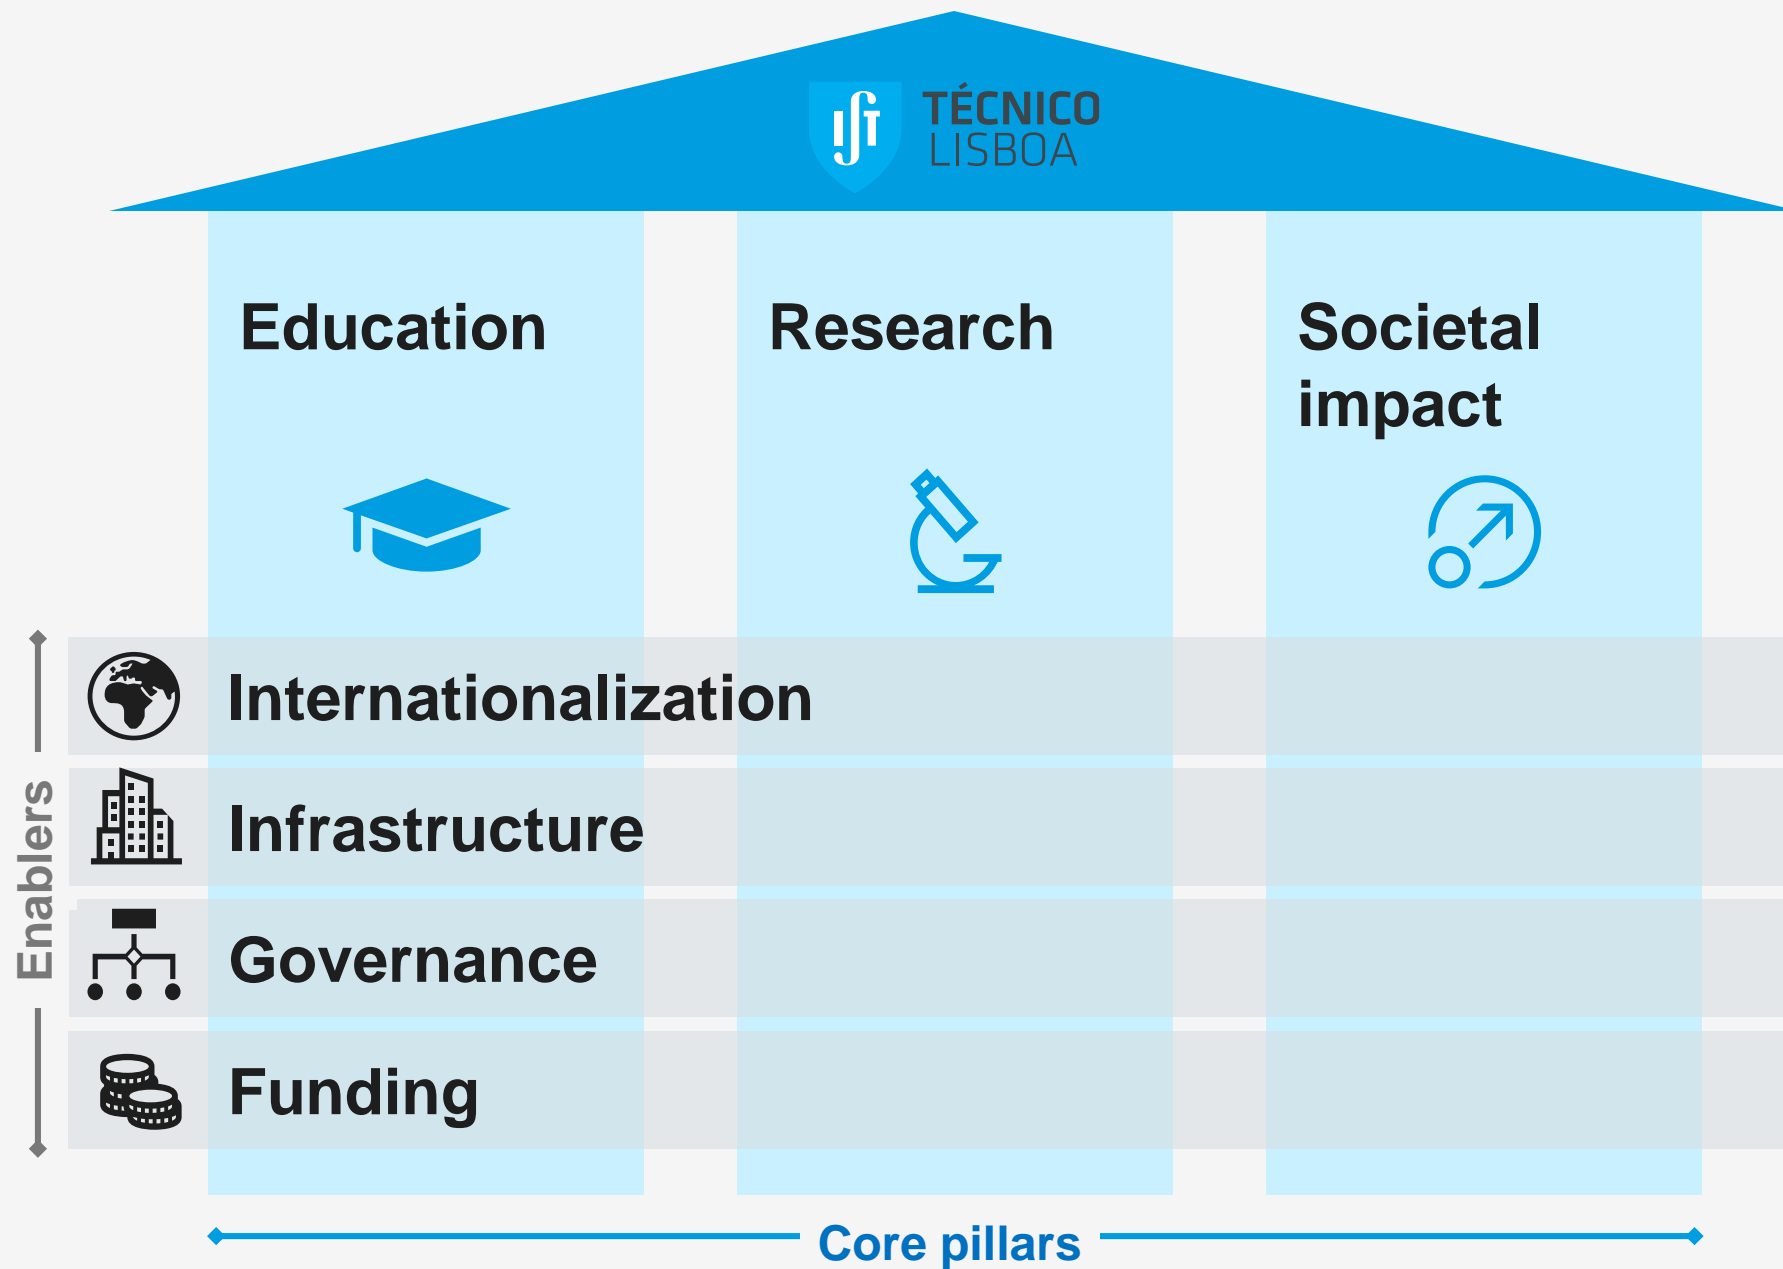 TÉCNICO
LISBOA
Education
Research
Societal
impact
Enablers
Internationalization
Infrastructure
Governance
Funding
Core pillars